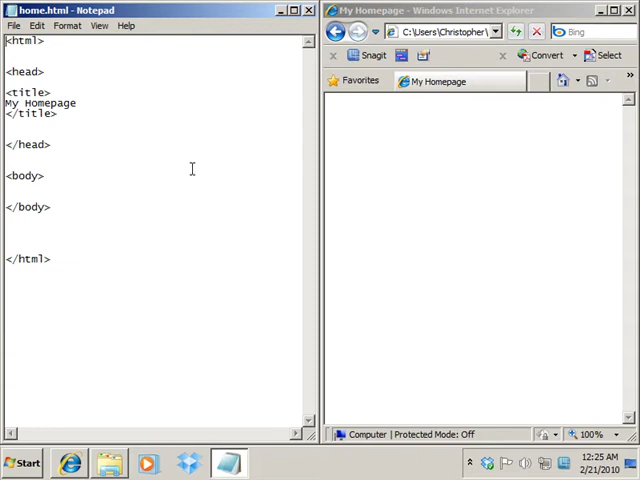 home.html - Notepad
File Edit Format View Help
<html>
<head>
<title>
My Homepage
</title>
</head>
<body>
</body>
</html>
My Homepage - Windows Internet Explorer
C:\Users\Christopher\
Bing
x Snagit
x Convert
Select
Favorites
My Homepage
»
Computer | Protected Mode: Off
100%
Start
12:25 AM
2/21/2010